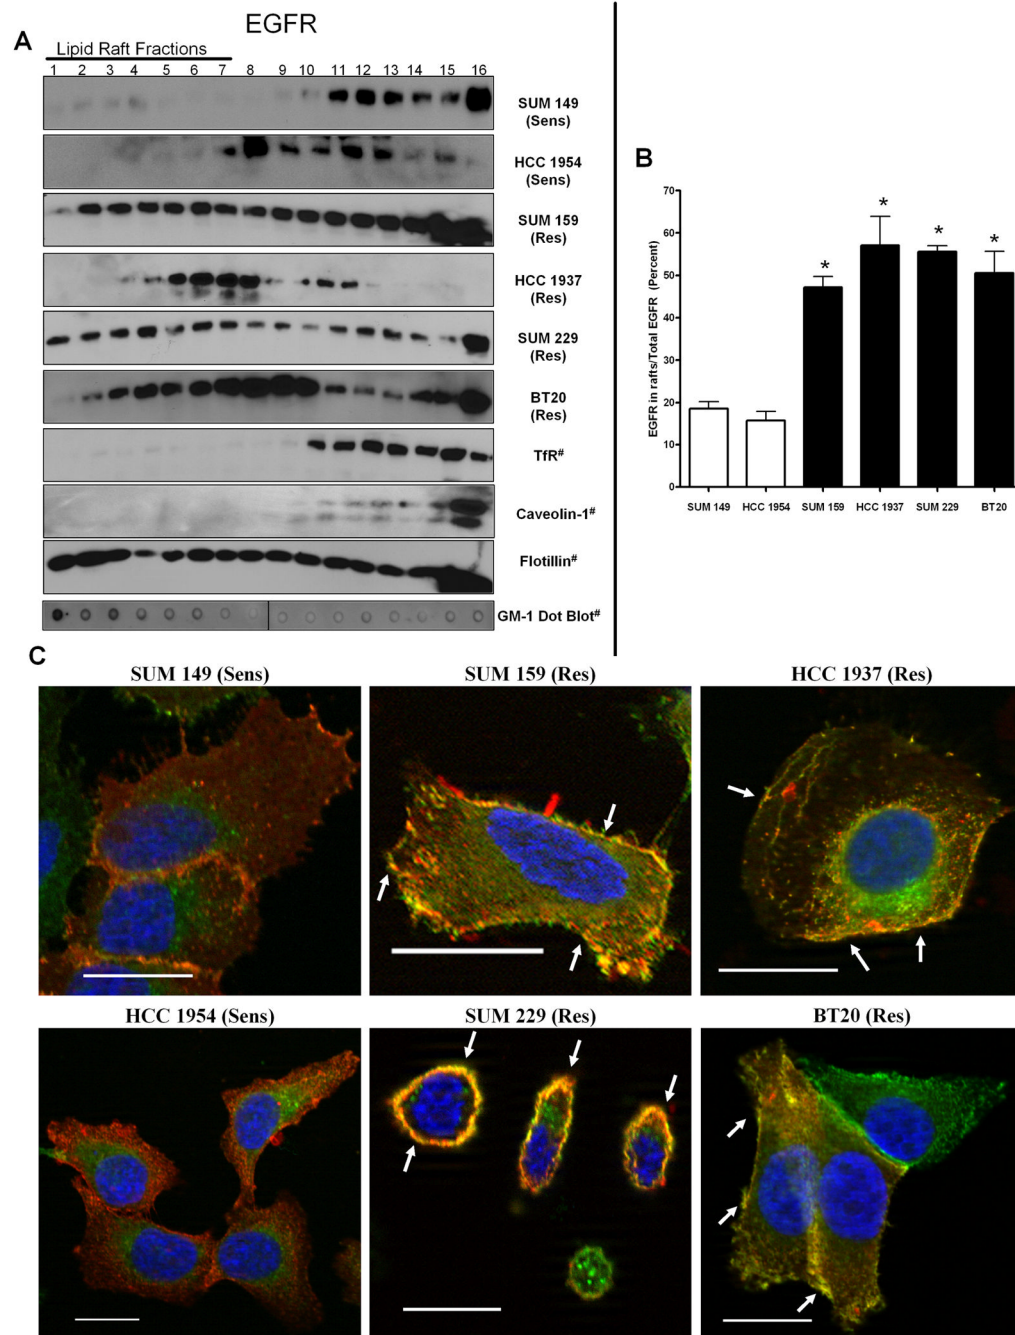 EGFR
A
Lipid Raft Fractions
1 2 3 4 5 6 7 8 9 10 11 12 13 14 15 16
SUM 149
(Sens)
HCC 1954
(Sens)
SUM 159
(Res)
HCC 1937
(Res)
SUM 229
(Res)
BT20
(Res)
TfR#
Caveolin-1#
Flotillin#
GM-1 Dot Blot#
B
EGFR in rafts/Total EGFR (Percent)
70
60
50
40
30
20
10
0
* * * *
SUM 149 HCC 1954 SUM 159 HCC 1937 SUM 229 BT20
C
SUM 149 (Sens) SUM 159 (Res) HCC 1937 (Res)
HCC 1954 (Sens) SUM 229 (Res) BT20 (Res)